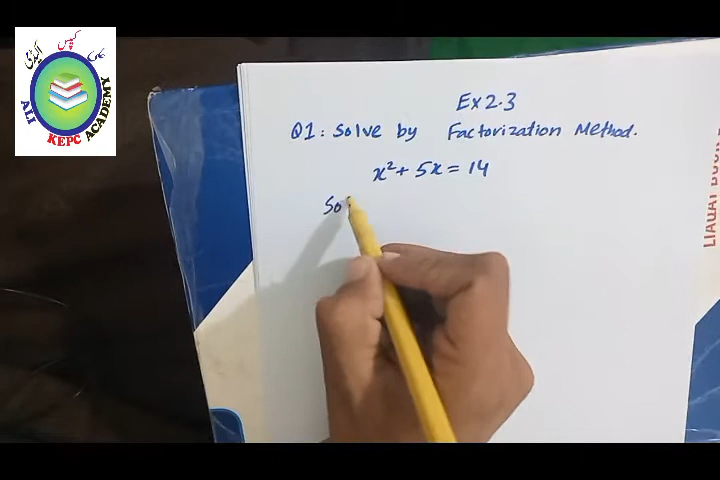 علی کیپس اکیڈمی
ALI KEPC ACADEMY
Ex 2.3
Q1: Solve by Factorization Method.
x² + 5x = 14
So
LIAQAT BOOK